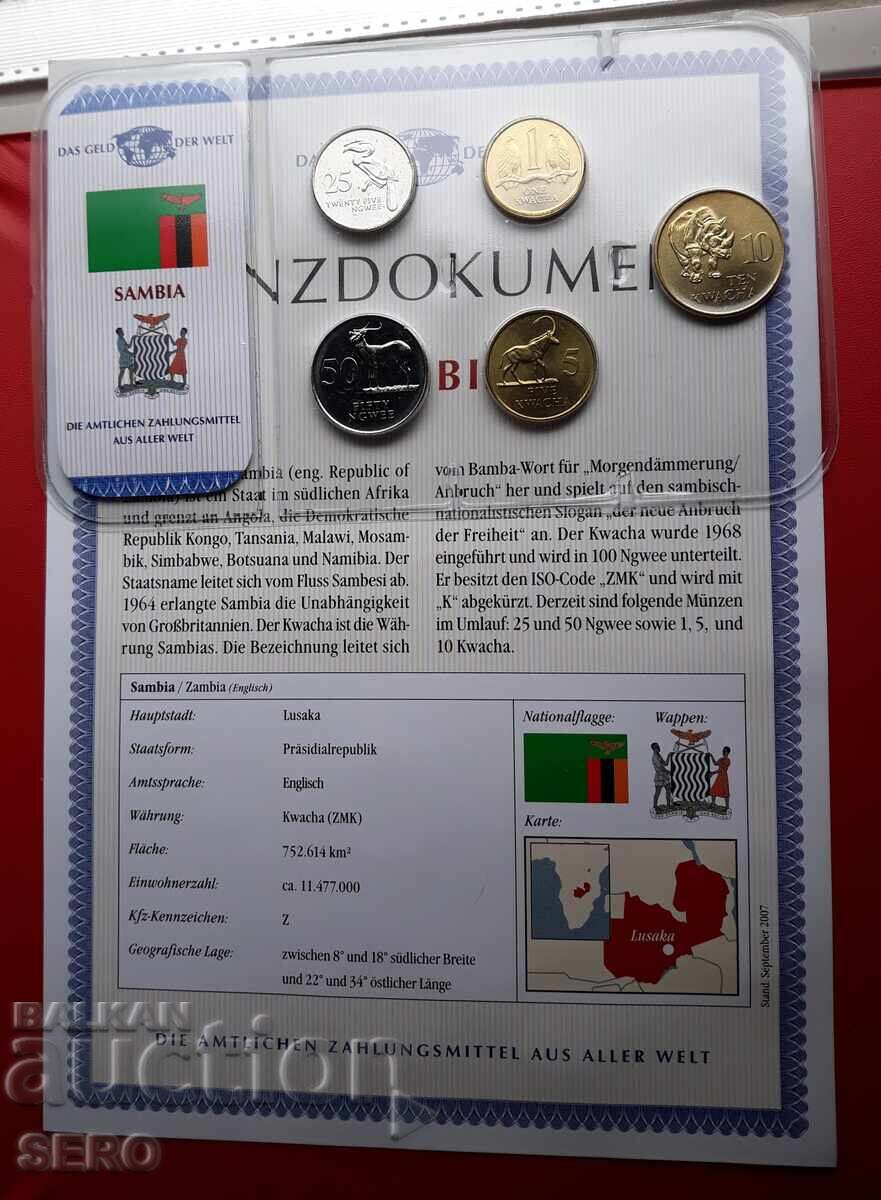 DAS GELD DER WELT
SAMBIA
DIE AMTLICHEN ZAHLUNGSMITTEL
AUS ALLER WELT
DAS GE
DE
25
TWENTY FIVE
NGWEE
1
ONE
KWACHA
10
TEN
KWACHA
NZDOKUME
50
FIFTY
NGWEE
5
FIVE
KWACHA
BI
ambia (eng. Republic of
ist ein Staat im südlichen Afrika
und grenzt an Angola, die Demokratische
Republik Kongo, Tansania, Malawi, Mosam-
bik, Simbabwe, Botsuana und Namibia. Der
Staatsname leitet sich vom Fluss Sambesi ab.
1964 erlangte Sambia die Unabhängigkeit
von Großbritannien. Der Kwacha ist die Wäh-
rung Sambias. Die Bezeichnung leitet sich
vom Bamba-Wort für „Morgendämmerung/
Anbruch" her und spielt auf den sambisch-
nationalistischen Slogan „der neue Anbruch
der Freiheit" an. Der Kwacha wurde 1968
eingeführt und wird in 100 Ngwee unterteilt.
Er besitzt den ISO-Code „ZMK" und wird mit
„K" abgekürzt. Derzeit sind folgende Münzen
im Umlauf: 25 und 50 Ngwee sowie 1, 5, und
10 Kwacha.
Sambia / Zambia (Englisch)
Hauptstadt: Lusaka
Staatsform: Präsidialrepublik
Amtssprache: Englisch
Währung: Kwacha (ZMK)
Fläche: 752.614 km²
Einwohnerzahl: ca. 11.477.000
Kfz-Kennzeichen: Z
Geografische Lage: zwischen 8° und 18° südlicher Breite
und 22° und 34° östlicher Länge
Nationalflagge: Wappen:
Karte:
Lusaka
Stand: September 2007
DIE AMTLICHEN ZAHLUNGSMITTEL AUS ALLER WELT
BALKAN
auction
SERO